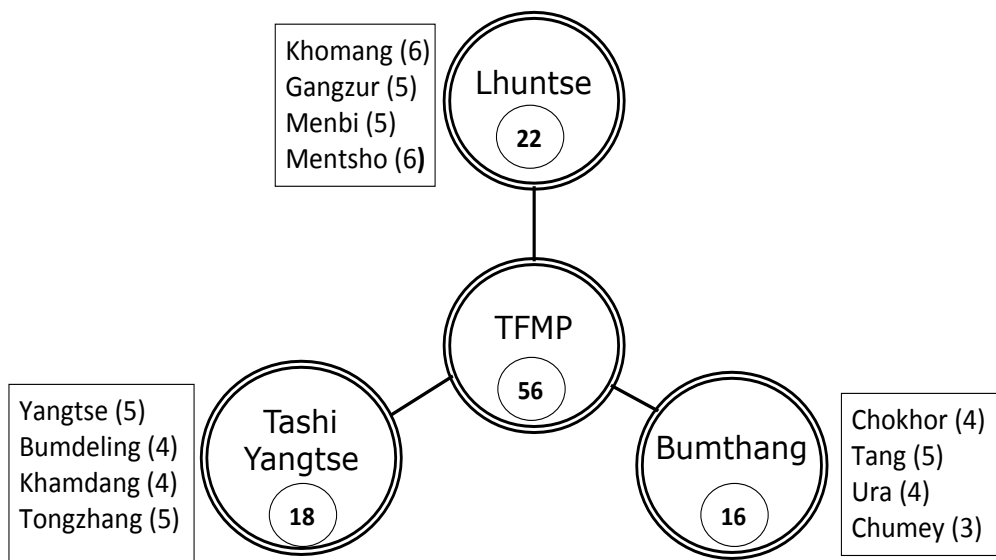 Khomang (6)
Gangzur (5)
Menbi (5)
Mentsho (6)
Lhuntse
22
TFMP
56
Yangtse (5)
Bumdeling (4)
Khamdang (4)
Tongzhang (5)
Tashi
Yangtse
18
Bumthang
16
Chokhor (4)
Tang (5)
Ura (4)
Chumey (3)